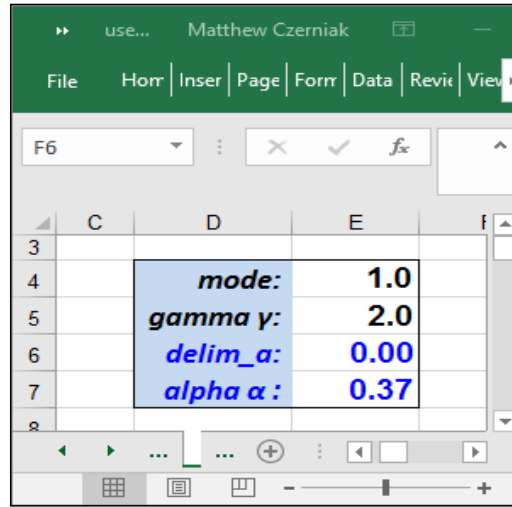 use... Matthew Czerniak
File Hom Inser Page Form Data Revie View
F6 fx
C D E F
3
4 mode: 1.0
5 gamma γ: 2.0
6 delim_a: 0.00
7 alpha α : 0.37
8
... ...